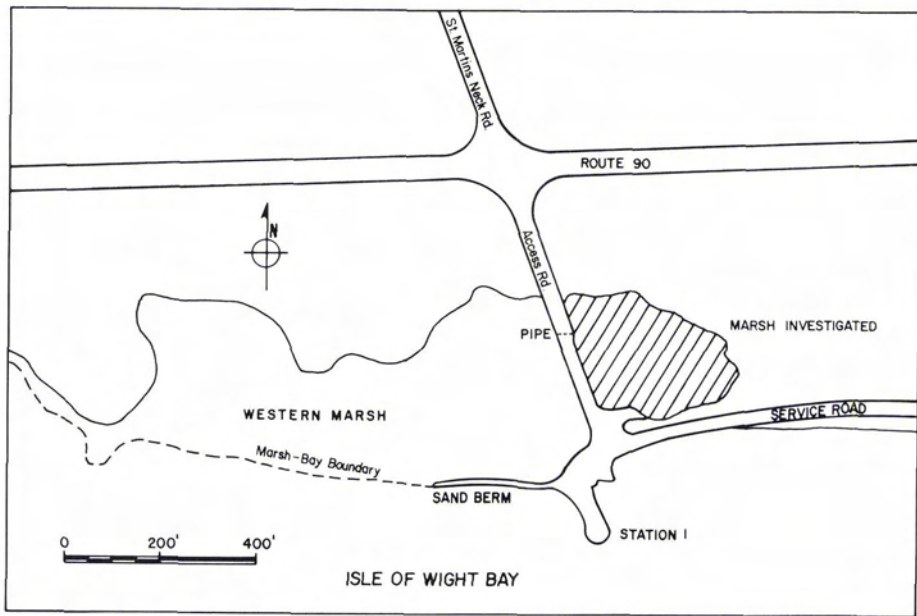 St. Martins Neck Rd.
ROUTE 90
N
Access Rd.
PIPE
MARSH INVESTIGATED
WESTERN MARSH
SERVICE ROAD
Marsh-Bay Boundary
SAND BERM
STATION I
0 200' 400'
ISLE OF WIGHT BAY